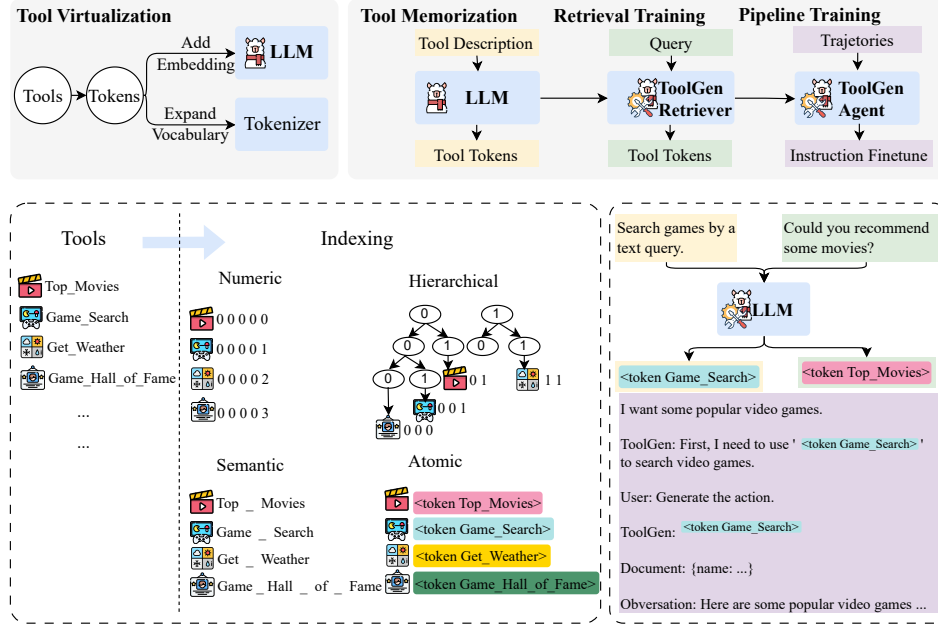 Tool Virtualization
Tools
Tokens
Add
Embedding
LLM
Expand
Vocabulary
Tokenizer
Tool Memorization
Retrieval Training
Pipeline Training
Tool Description
Query
Trajetories
LLM
ToolGen
Retriever
ToolGen
Agent
Tool Tokens
Tool Tokens
Instruction Finetune
Tools
Indexing
Top_Movies
Game_Search
Get_Weather
Game_Hall_of_Fame
...
...
Numeric
0 0 0 0 0
0 0 0 0 1
0 0 0 0 2
0 0 0 0 3
Hierarchical
0
1
0
1
0
1
0
1
0 1
1 1
0 0 1
0 0 0
Semantic
Top _ Movies
Game _ Search
Get _ Weather
Game _ Hall _ of _ Fame
Atomic
<token Top_Movies>
<token Game_Search>
<token Get_Weather>
<token Game_Hall_of_Fame>
Search games by a
text query.
Could you recommend
some movies?
LLM
<token Game_Search>
<token Top_Movies>
I want some popular video games.
ToolGen: First, I need to use ' <token Game_Search> '
to search video games.
User: Generate the action.
ToolGen: <token Game_Search>
Document: {name: ...}
Obversation: Here are some popular video games ...